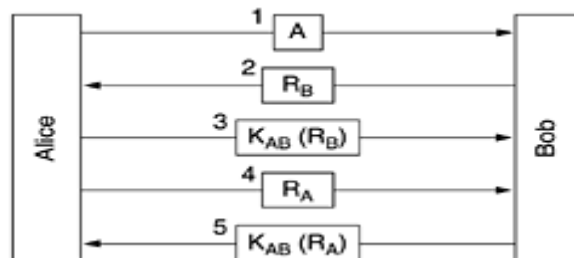 1 A
2 R_B
3 K_AB (R_B)
4 R_A
5 K_AB (R_A)
Alice
Bob